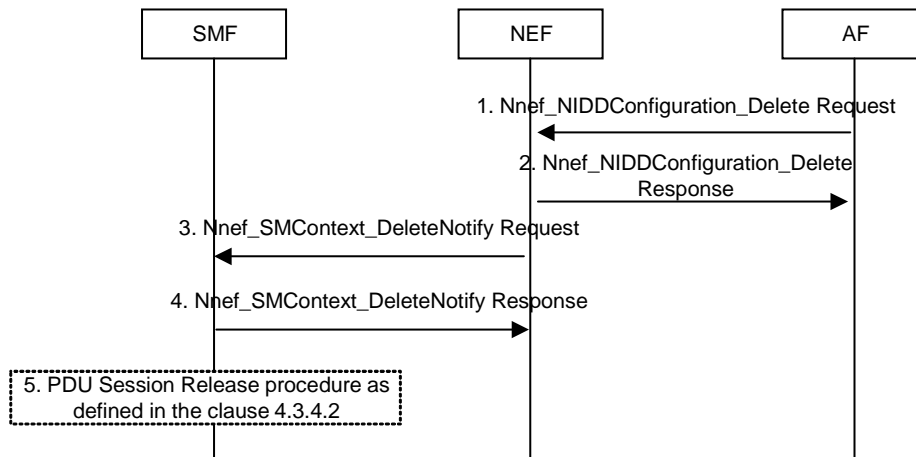 SMF
NEF
AF
1. Nnef_NIDDConfiguration_Delete Request
2. Nnef_NIDDConfiguration_Delete
Response
3. Nnef_SMContext_DeleteNotify Request
4. Nnef_SMContext_DeleteNotify Response
5. PDU Session Release procedure as
defined in the clause 4.3.4.2